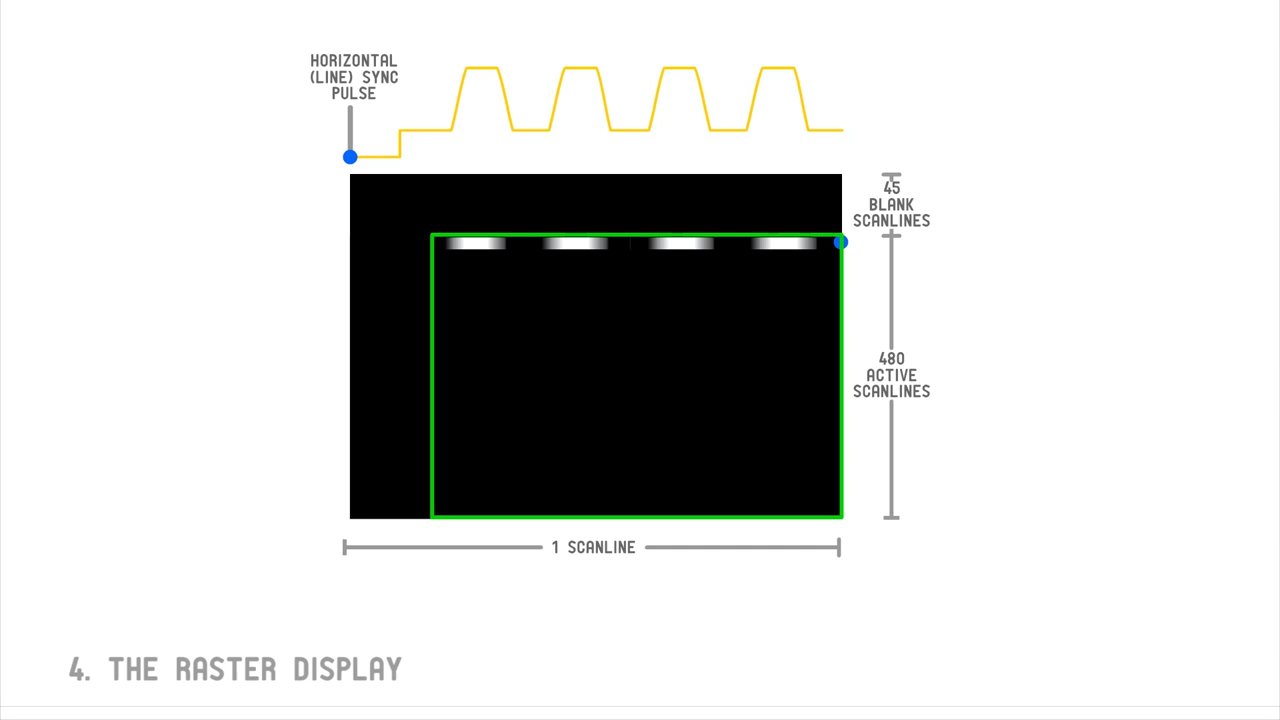 HORIZONTAL
(LINE) SYNC
PULSE
45
BLANK
SCANLINES
480
ACTIVE
SCANLINES
1 SCANLINE
4. THE RASTER DISPLAY